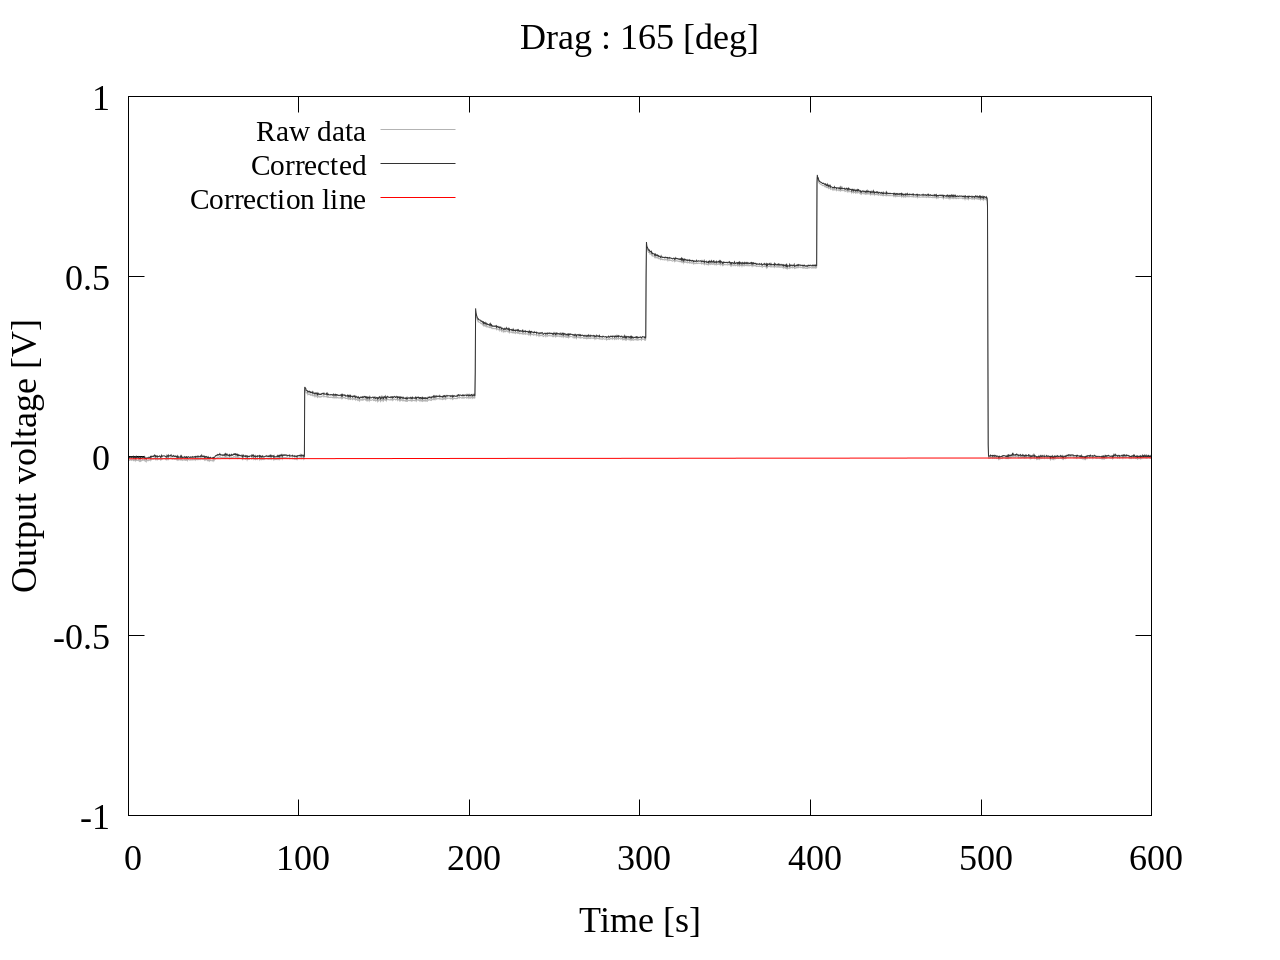 Drag : 165 [deg]
1
Raw data
Corrected
Correction line
0.5
0
-0.5
-1
Output voltage [V]
0 100 200 300 400 500 600
Time [s]